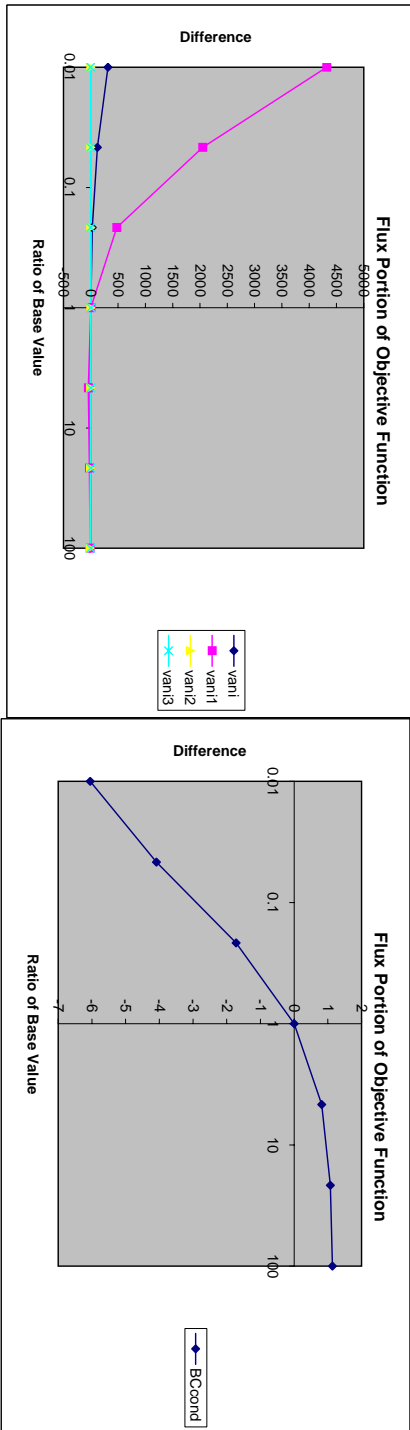 Flux Portion of Objective Function
5000
4500
4000
3500
3000
2500
2000
1500
1000
500
0
-500
0.01
0.1
1
10
100
Difference
Ratio of Base Value
vani
vani1
vani2
vani3
Flux Portion of Objective Function
2
1
0
-1
-2
-3
-4
-5
-6
-7
0.01
0.1
1
10
100
Difference
Ratio of Base Value
BCcond